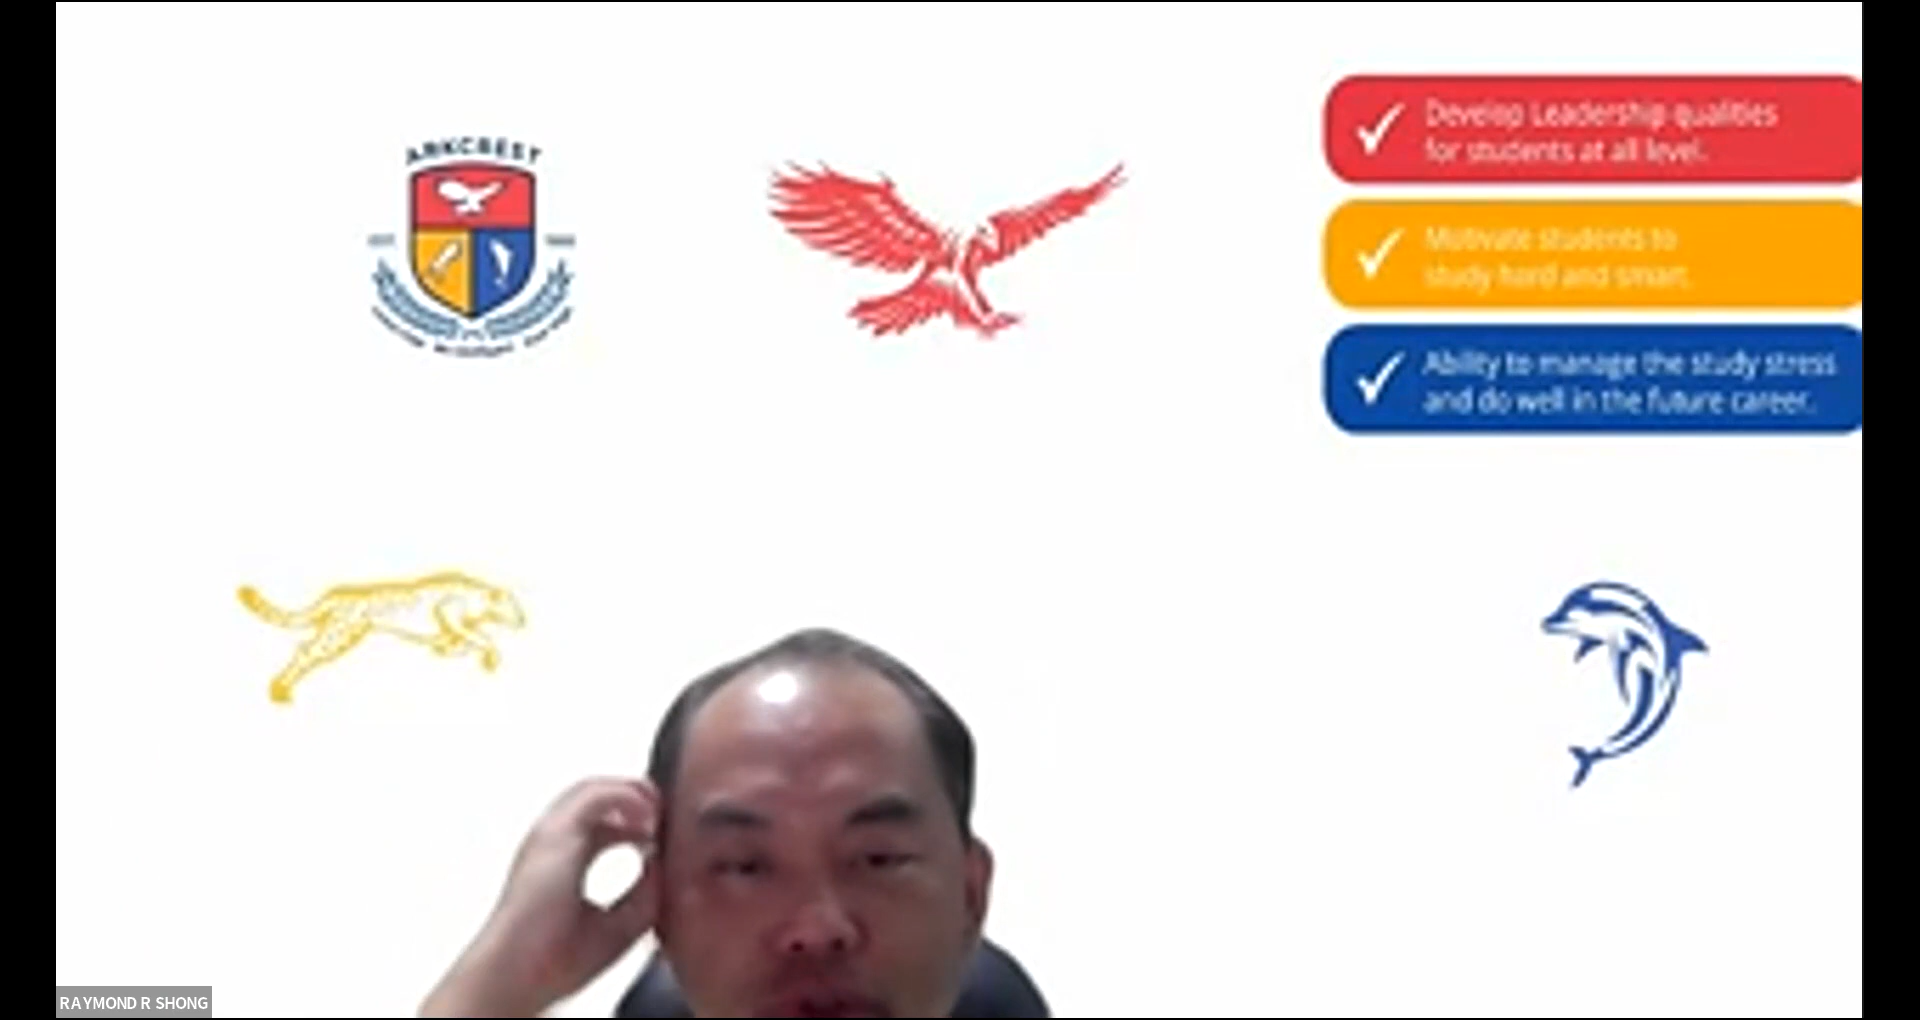 ARKCREST
Develop Leadership qualities
for students at all level.
Motivate students to
study hard and smart.
Ability to manage the study stress
and do well in the future career.
RAYMOND R SHONG